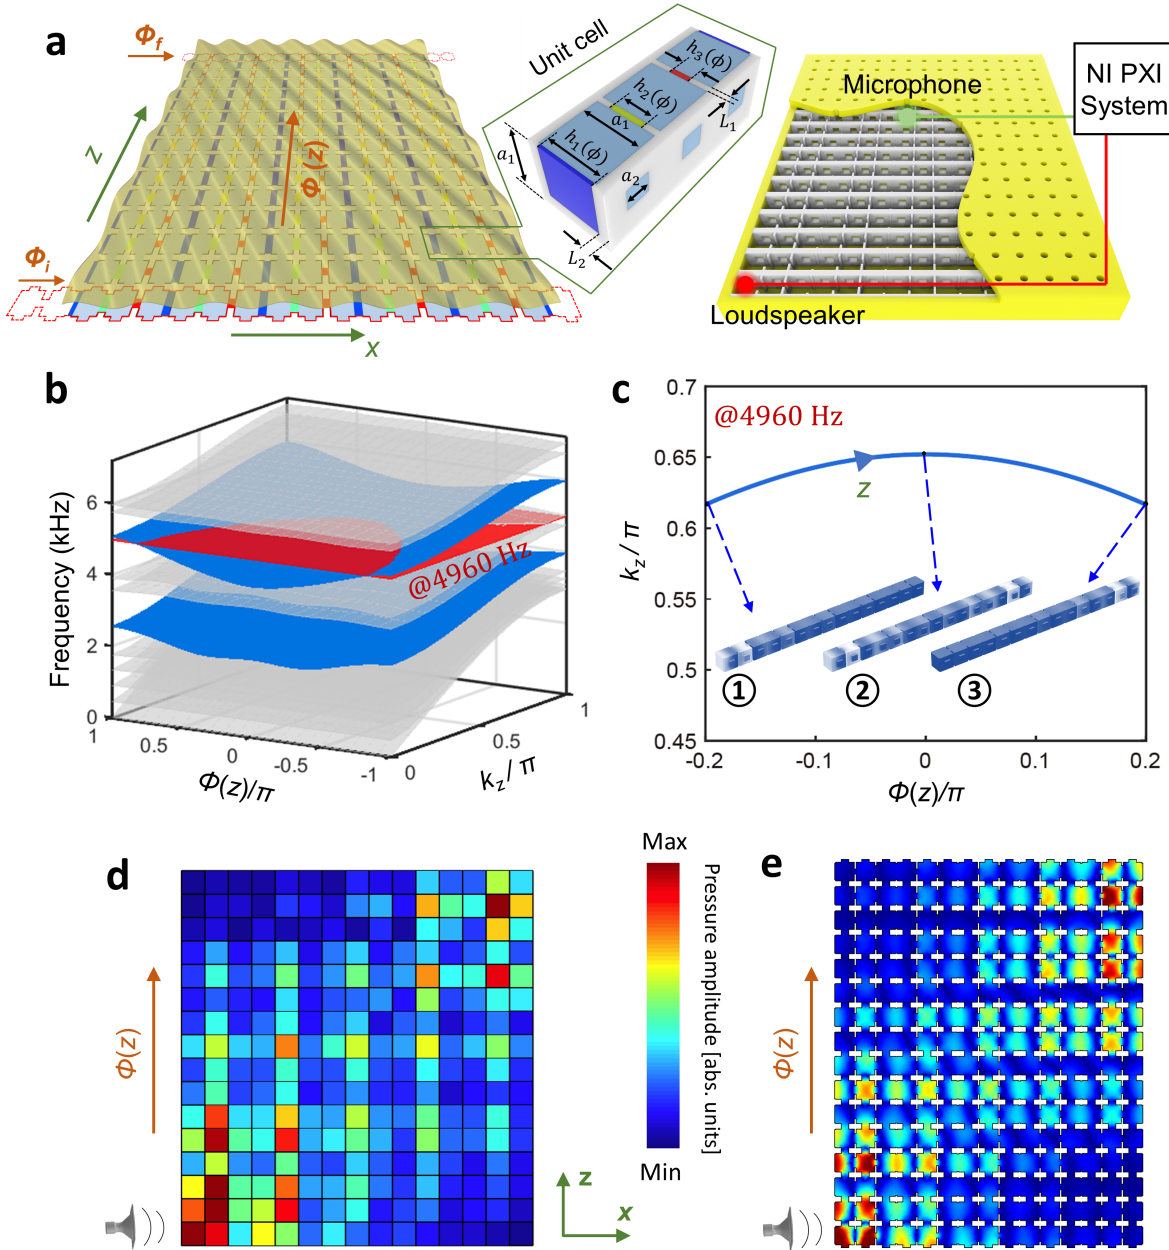 a
Φf
z
Φ(z)
Φi
x
Unit cell
h3(ϕ)
h2(ϕ)
L1
a1
h1(ϕ)
a1
a2
L2
Microphone
NI PXI
System
Loudspeaker
b
Frequency (kHz)
6
4
2
0
@4960 Hz
1
0.5
0
-0.5
-1
Φ(z)/π
0
0.5
1
kz/π
c
@4960 Hz
z
kz/π
0.7
0.65
0.6
0.55
0.5
0.45
① ② ③
-0.2 -0.1 0 0.1 0.2
Φ(z)/π
d
Φ(z)
Max
Pressure amplitude [abs. units]
Min
z
x
e
Φ(z)